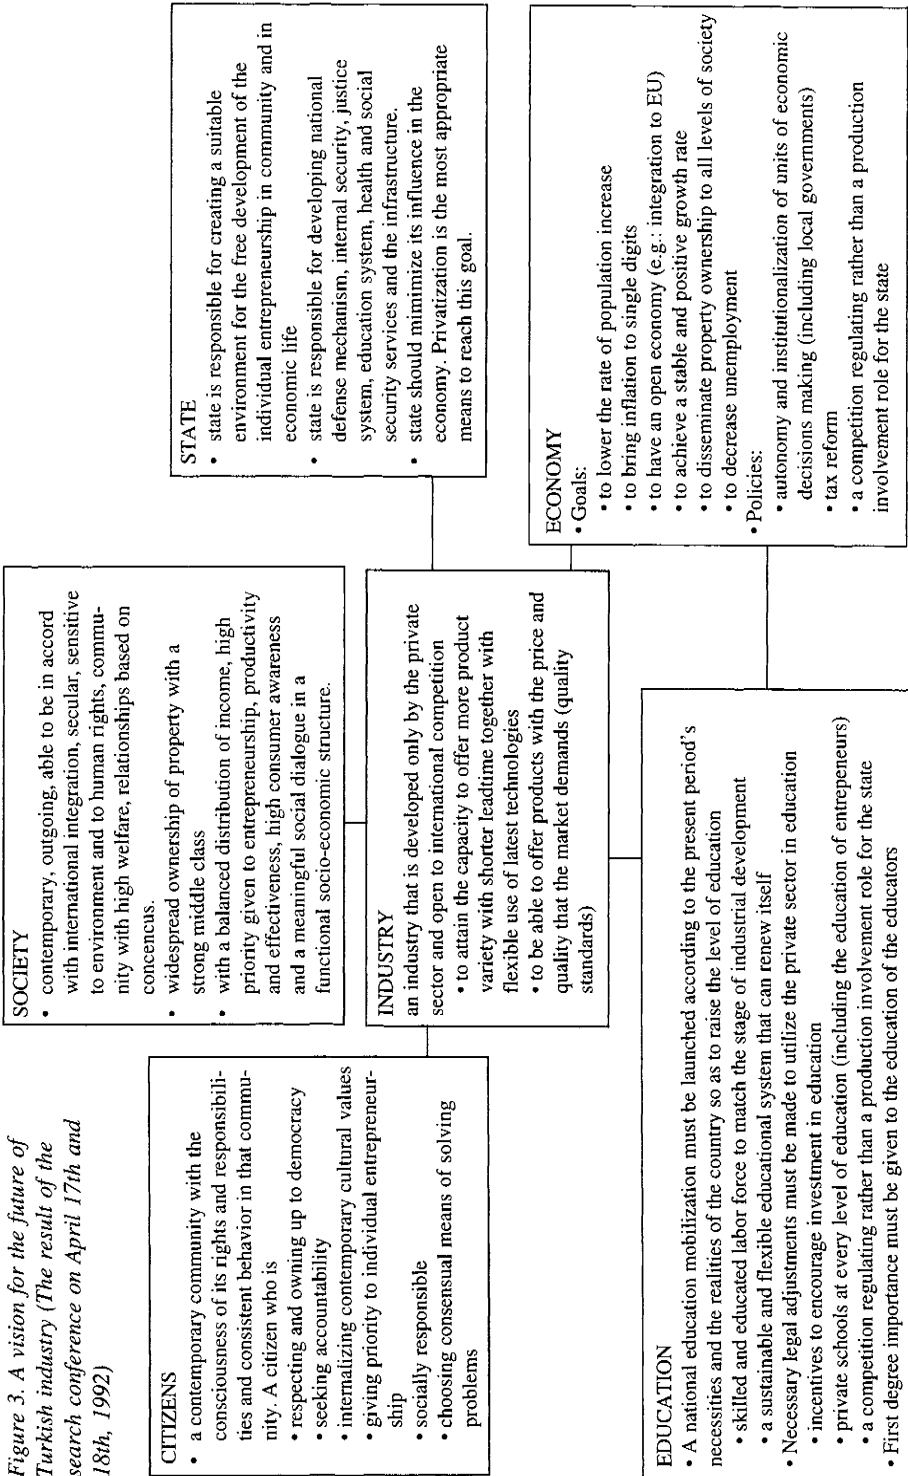 Figure 3. A vision for the future of
Turkish industry (The result of the
search conference on April 17th and
18th, 1992)
CITIZENS
• a contemporary community with the
consciousness of its rights and responsibili-
ties and consistent behavior in that commu-
nity. A citizen who is
• respecting and owning up to democracy
• seeking accountability
• internalizing contemporary cultural values
• giving priority to individual entrepreneur-
ship
• socially responsible
• choosing consensual means of solving
problems
SOCIETY
• contemporary, outgoing, able to be in accord
with international integration, secular, sensitive
to environment and to human rights, commu-
nity with high welfare, relationships based on
concencus.
• widespread ownership of property with a
strong middle class
• with a balanced distribution of income, high
priority given to entrepreneurship, productivity
and effectiveness, high consumer awareness
and a meaningful social dialogue in a
functional socio-economic structure.
STATE
• state is responsible for creating a suitable
environment for the free development of the
individual entrepreneurship in community and in
economic life
• state is responsible for developing national
defense mechanism, internal security, justice
system, education system, health and social
security services and the infrastructure.
• state should mimimize its influence in the
economy. Privatization is the most appropriate
means to reach this goal.
INDUSTRY
an industry that is developed only by the private
sector and open to international competition
• to attain the capacity to offer more product
variety with shorter leadtime together with
flexible use of latest technologies
• to be able to offer products with the price and
quality that the market demands (quality
standards)
EDUCATION
• A national education mobilization must be launched according to the present period's
necessities and the realities of the country so as to raise the level of education
• skilled and educated labor force to match the stage of industrial development
• a sustainable and flexible educational system that can renew itself
• Necessary legal adjustments must be made to utilize the private sector in education
• incentives to encourage investment in education
• private schools at every level of education (including the education of entrepeneurs)
• a competition regulating rather than a production involvement role for the state
• First degree importance must be given to the education of the educators
ECONOMY
• Goals:
• to lower the rate of population increase
• to bring inflation to single digits
• to have an open economy (e.g.: integration to EU)
• to achieve a stable and positive growth rate
• to disseminate property ownership to all levels of society
• to decrease unemployment
• Policies:
• autonomy and institutionalization of units of economic
decisions making (including local governments)
• tax reform
• a competition regulating rather than a production
involvement role for the state